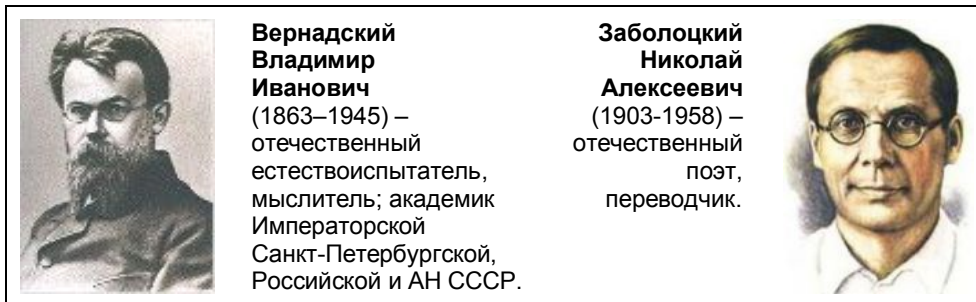 Вернадский
Владимир
Иванович
(1863–1945) –
отечественный
естествоиспытатель,
мыслитель; академик
Императорской
Санкт-Петербургской,
Российской и АН СССР.
Заболоцкий
Николай
Алексеевич
(1903-1958) –
отечественный
поэт,
переводчик.